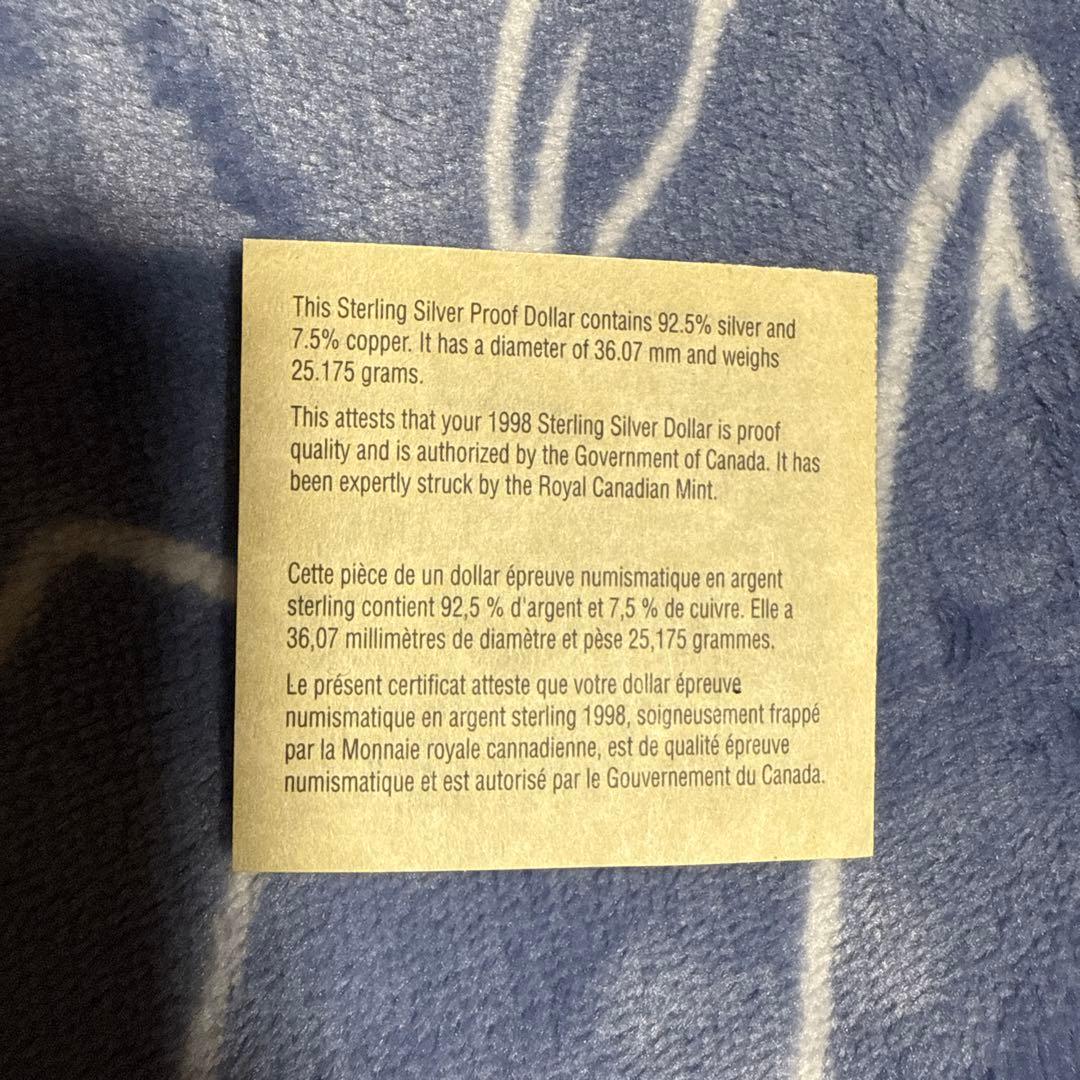 This Sterling Silver Proof Dollar contains 92.5% silver and
7.5% copper. It has a diameter of 36.07 mm and weighs
25.175 grams.
This attests that your 1998 Sterling Silver Dollar is proof
quality and is authorized by the Government of Canada. It has
been expertly struck by the Royal Canadian Mint.
Cette pièce de un dollar épreuve numismatique en argent
sterling contient 92,5 % d'argent et 7,5 % de cuivre. Elle a
36,07 millimètres de diamètre et pèse 25,175 grammes.
Le présent certificat atteste que votre dollar épreuve
numismatique en argent sterling 1998, soigneusement frappé
par la Monnaie royale cannadienne, est de qualité épreuve
numismatique et est autorisé par le Gouvernement du Canada.